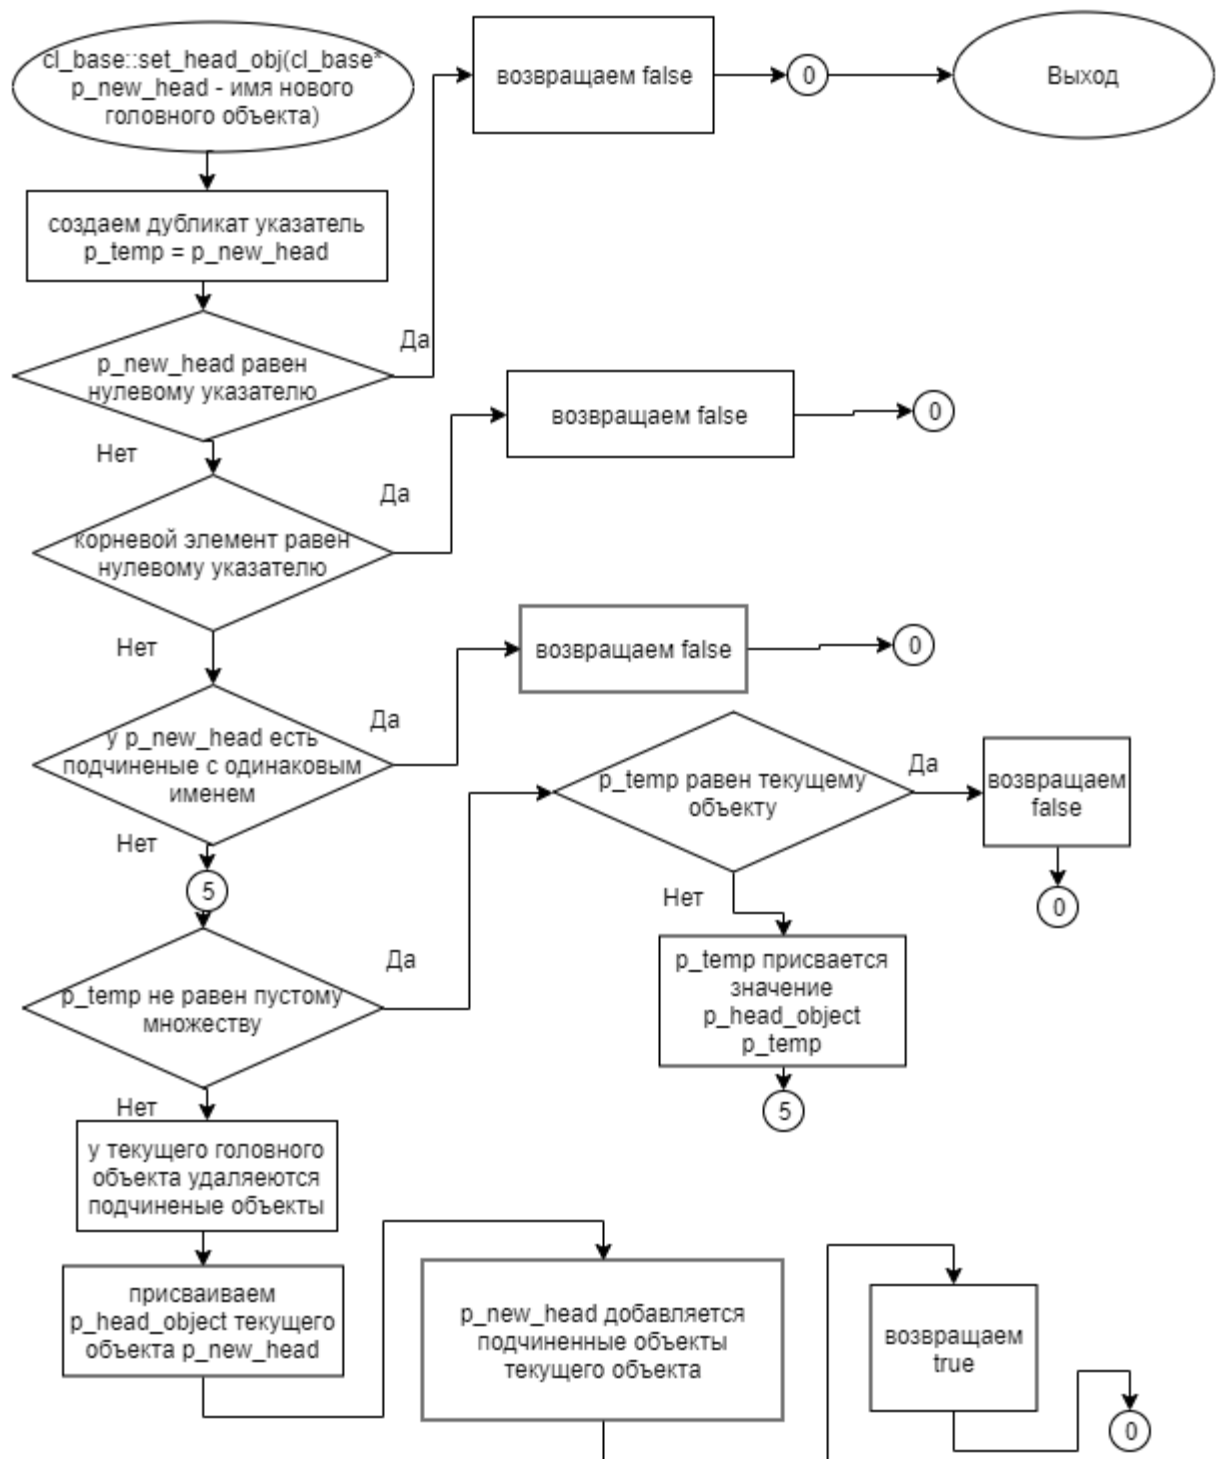 cl_base::set_head_obj(cl_base*
p_new_head - имя нового
головного объекта)
возвращаем false
0
Выход
создаем дубликат указатель
p_temp = p_new_head
Да
p_new_head равен
нулевому указателю
Нет
возвращаем false
0
Да
корневой элемент равен
нулевому указателю
Нет
возвращаем false
0
Да
у p_new_head есть
подчиненые с одинаковым
именем
Нет
5
p_temp равен текущему
объекту
Да
возвращаем
false
0
Нет
p_temp присвается
значение
p_head_object
p_temp
5
Да
p_temp не равен пустому
множеству
Нет
у текущего головного
объекта удаляеются
подчиненые объекты
присваиваем
p_head_object текущего
объекта p_new_head
p_new_head добавляется
подчиненные объекты
текущего объекта
возвращаем
true
0